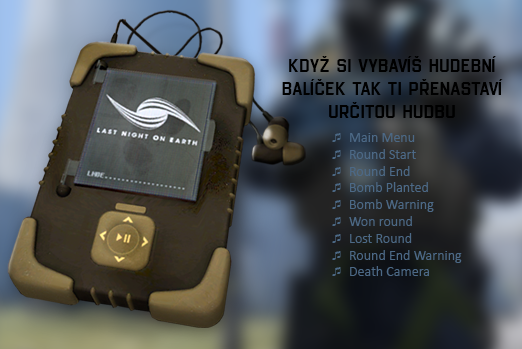 KDYŽ SI VYBAVÍŠ HUDEBNÍ
BALÍČEK TAK TI PŘENASTAVÍ
URČITOU HUDBU
LAST NIGHT ON EARTH
♫ Main Menu
♫ Round Start
♫ Round End
♫ Bomb Planted
♫ Bomb Warning
♫ Won round
♫ Lost Round
♫ Round End Warning
♫ Death Camera